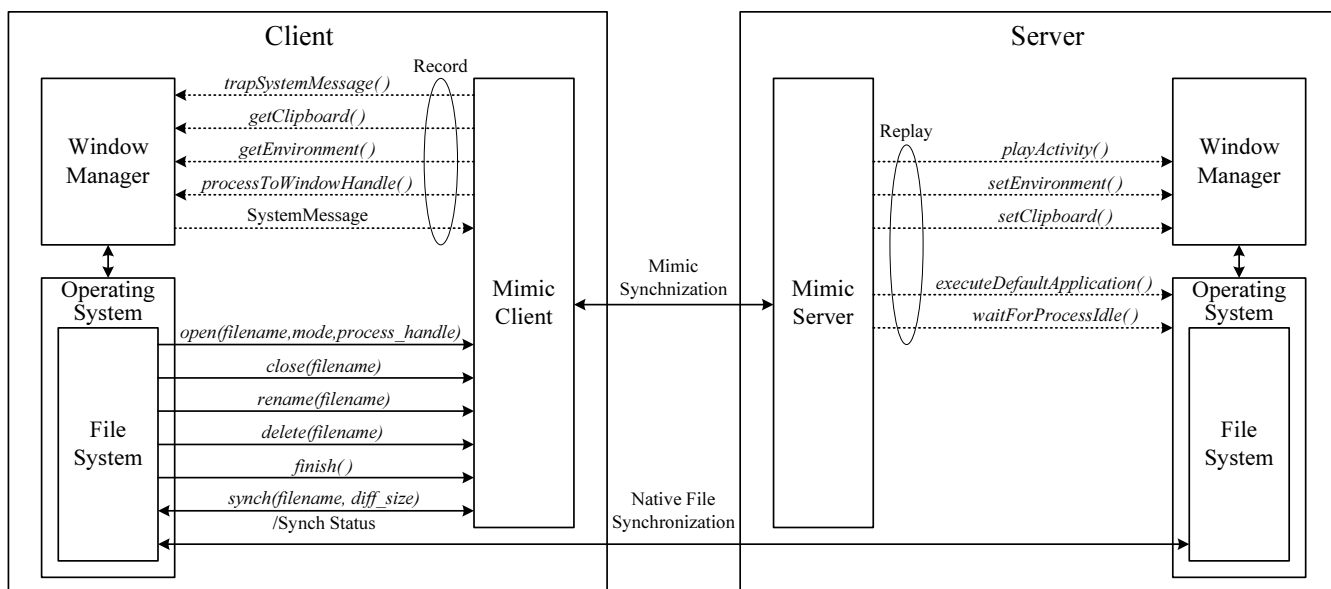 Client
Record
trapSystemMessage( )
getClipboard( )
getEnvironment( )
processToWindowHandle( )
SystemMessage
Window
Manager
Operating
System
File
System
open(filename,mode,process_handle)
close(filename)
rename(filename)
delete(filename)
finish( )
synch(filename, diff_size)
/Synch Status
Mimic
Client
Mimic
Synchnization
Native File
Synchronization
Server
Mimic
Server
Replay
playActivity( )
setEnvironment( )
setClipboard( )
executeDefaultApplication( )
waitForProcessIdle( )
Window
Manager
Operating
System
File
System